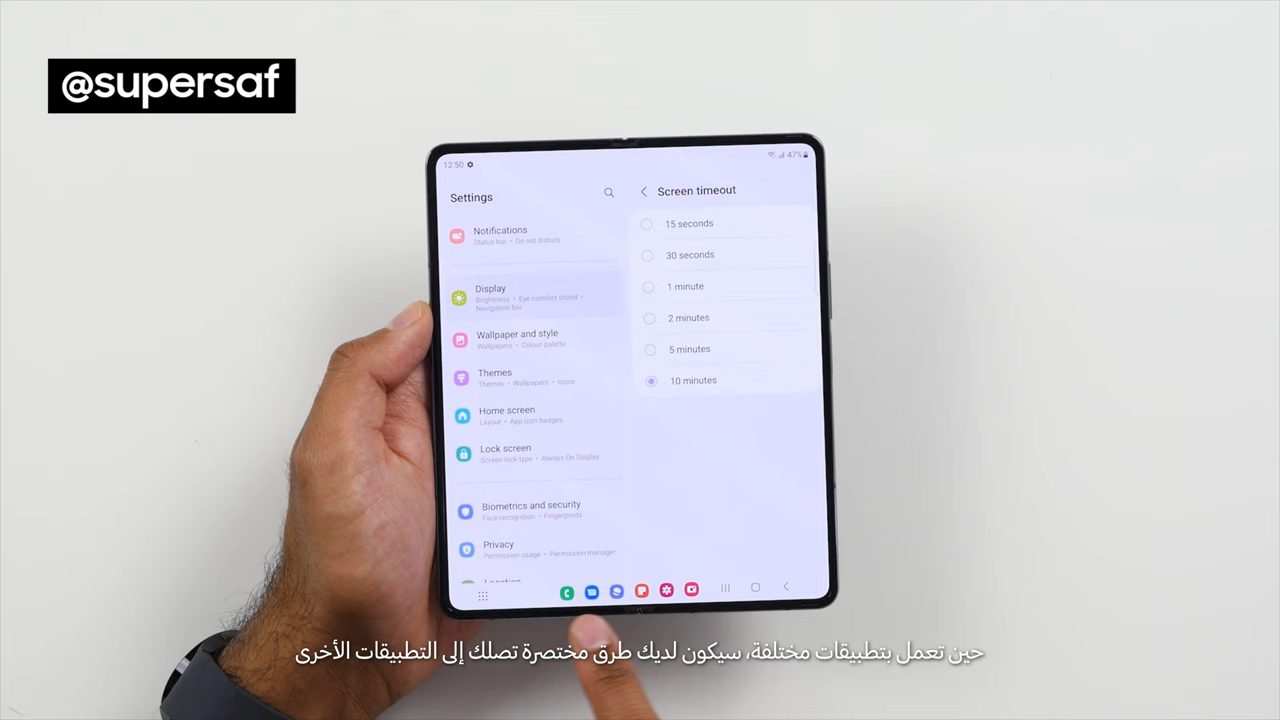 @supersaf
12:50
47%
Settings
Notifications
Status bar • Do not disturb
Display
Brightness • Eye comfort shield •
Navigation bar
Wallpaper and style
Wallpapers • Colour palette
Themes
Themes • Wallpapers • Icons
Home screen
Layout • App icon badges
Lock screen
Screen lock type • Always On Display
Biometrics and security
Face recognition • Fingerprints
Privacy
Permission usage • Permission manager
Location
Screen timeout
15 seconds
30 seconds
1 minute
2 minutes
5 minutes
10 minutes
حين تعمل بتطبيقات مختلفة، سيكون لديك طرق مختصرة تصلك إلى التطبيقات الأخرى